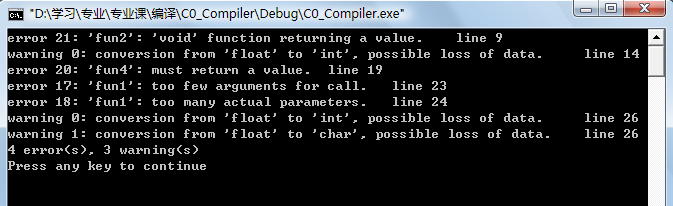 "D:\学习\专业\专业课\编译\C0_Compiler\Debug\C0_Compiler.exe"
error 21: 'fun2': 'void' function returning a value.    line 9
warning 0: conversion from 'float' to 'int', possible loss of data.    line 14
error 20: 'fun4': must return a value.  line 19
error 17: 'fun1': too few arguments for call.   line 23
error 18: 'fun1': too many actual parameters.   line 24
warning 0: conversion from 'float' to 'int', possible loss of data.    line 26
warning 1: conversion from 'float' to 'char', possible loss of data.    line 26
4 error(s), 3 warning(s)
Press any key to continue